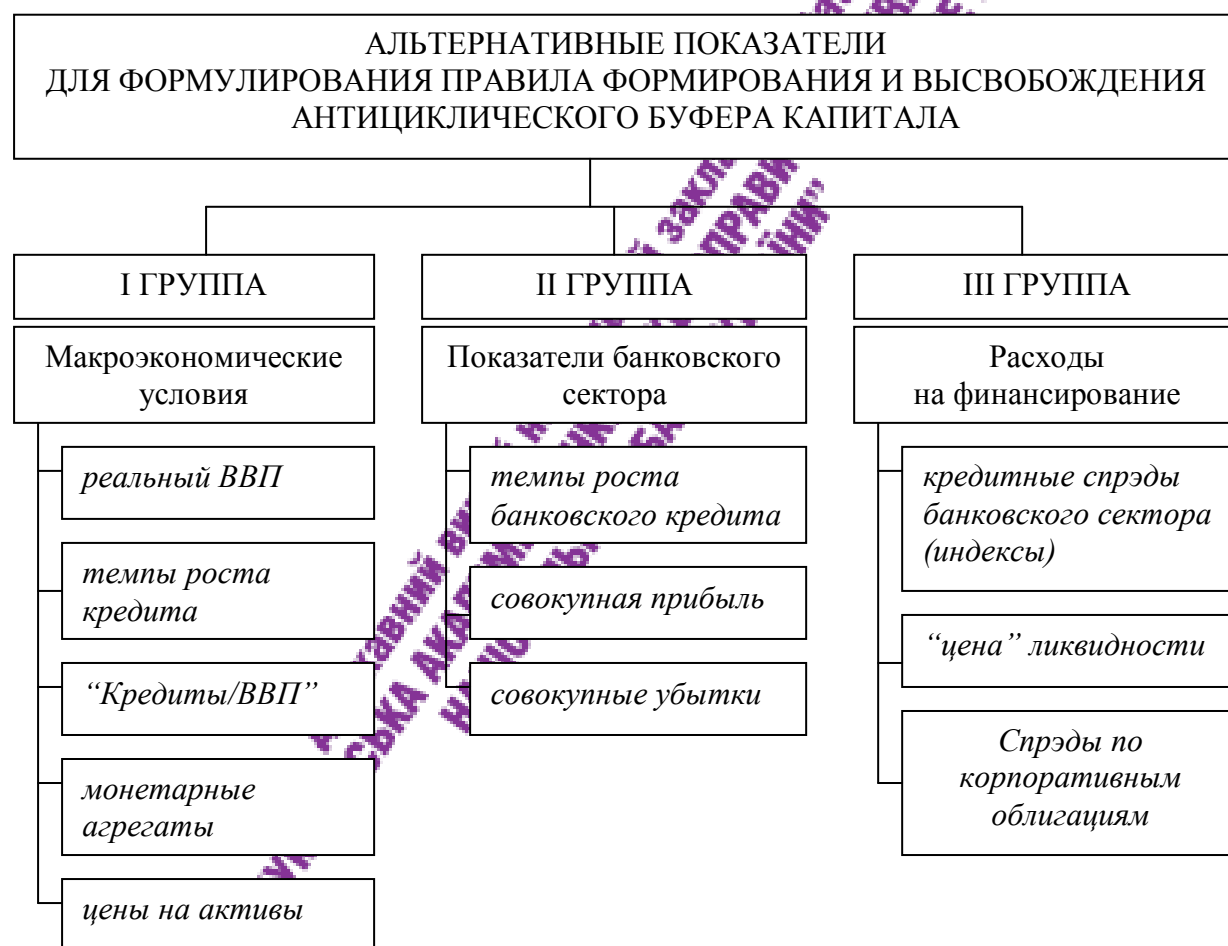 АЛЬТЕРНАТИВНЫЕ ПОКАЗАТЕЛИ
ДЛЯ ФОРМУЛИРОВАНИЯ ПРАВИЛА ФОРМИРОВАНИЯ И ВЫСВОБОЖДЕНИЯ
АНТИЦИКЛИЧЕСКОГО БУФЕРА КАПИТАЛА
I ГРУППА
Макроэкономические
условия
реальный ВВП
темпы роста
кредита
“Кредиты/ВВП”
монетарные
агрегаты
цены на активы
II ГРУППА
Показатели банковского
сектора
темпы роста
банковского кредита
совокупная прибыль
совокупные убытки
III ГРУППА
Расходы
на финансирование
кредитные спрэды
банковского сектора
(индексы)
“цена” ликвидности
Спрэды по
корпоративным
облигациям